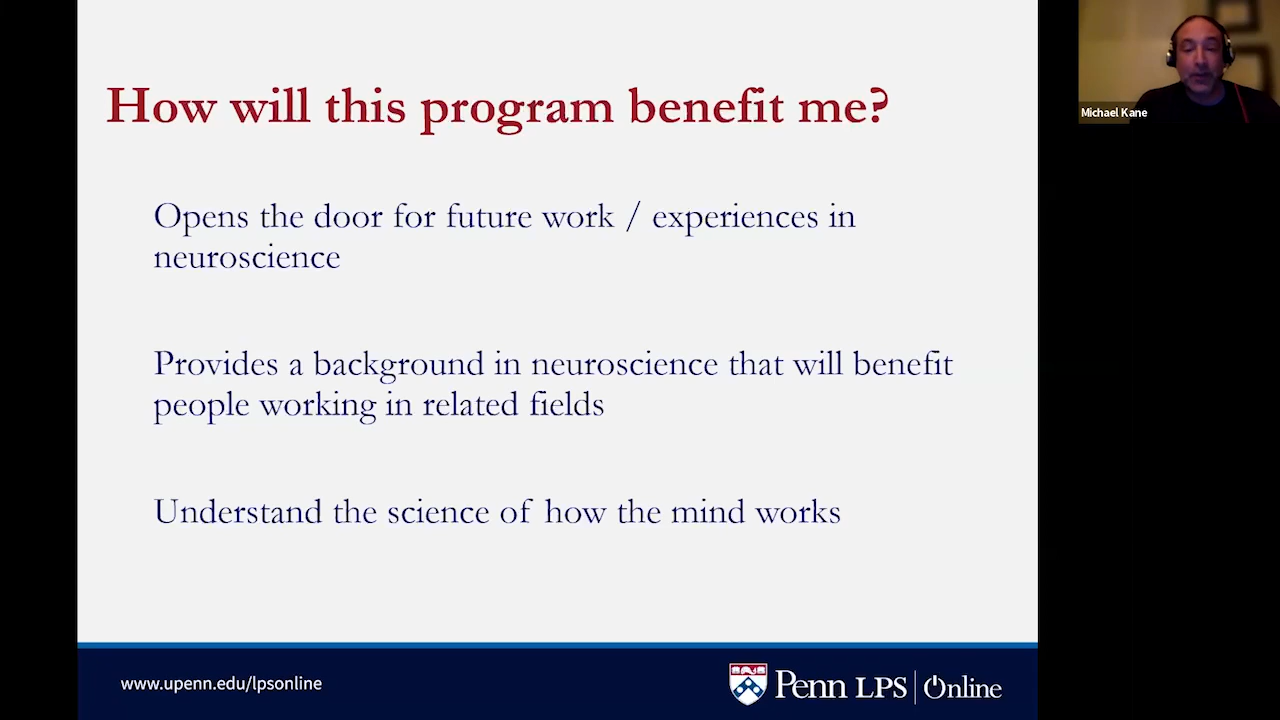 How will this program benefit me?
Opens the door for future work / experiences in
neuroscience
Provides a background in neuroscience that will benefit
people working in related fields
Understand the science of how the mind works
www.upenn.edu/lpsonline
Penn LPS Online
Michael Kane